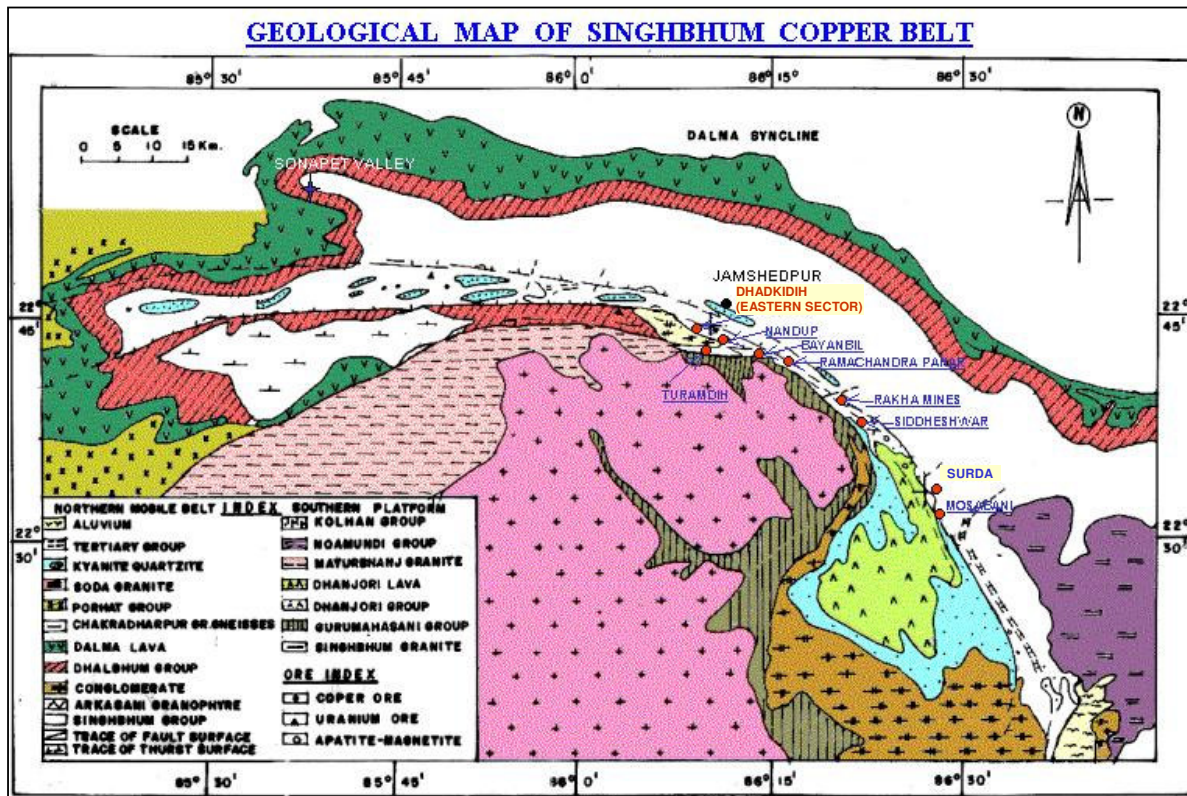 GEOLOGICAL MAP OF SINGHBHUM COPPER BELT
85° 30'
85° 45'
86° 0'
86° 15'
86° 30'
SCALE
0 5 10 15 Km.
DALMA SYNCLINE
N
SONAPET VALLEY
JAMSHEDPUR
DHADKIDIH
(EASTERN SECTOR)
22°
45'
22°
45'
NANDUP
BAYANBIL
RAMACHANDRA PAHAR
TURAMDIH
RAKHA MINES
SIDDHESHWAR
SURDA
MOSABANI
22°
30'
22°
30'
NORTHERN MOBILE BELT INDEX SOUTHERN PLATFORM
ALUVIUM
TERTIARY GROUP
KYANITE QUARTZITE
SODA GRANITE
PORHAT GROUP
CHAKRADHARPUR GR.GNEISSES
DALMA LAVA
DHALBHUM GROUP
CONGLOMERATE
ARKASANI GRANOPHYRE
SINGHBHUM GROUP
TRACE OF FAULT SURFACE
TRACE OF THURST SURFACE
KOLHAN GROUP
NOAMUNDI GROUP
MATURBHANJ GRANITE
DHANJORI LAVA
DHANJORI GROUP
GURUMAHASANI GROUP
SINGHBHUM GRANITE
ORE INDEX
COPER ORE
URANIUM ORE
APATITE-MAGNETITE
85° 30'
85° 45'
86° 0'
86° 15'
86° 30'